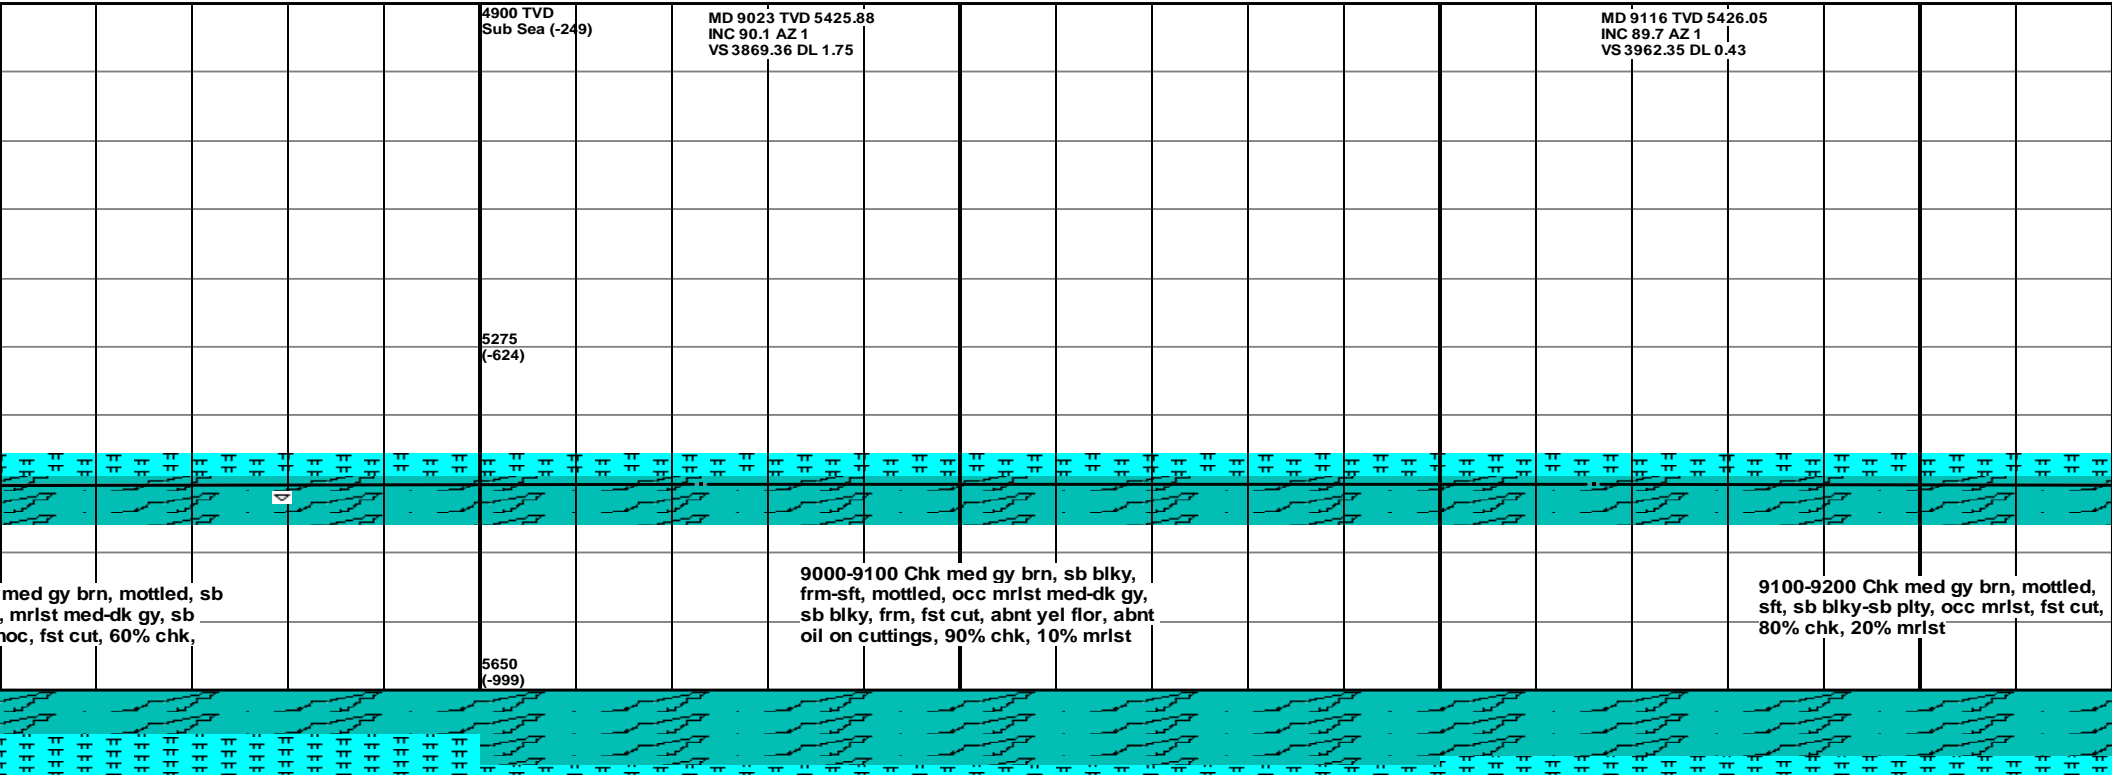 4900 TVD
Sub Sea (-249)
MD 9023 TVD 5425.88
INC 90.1 AZ 1
VS 3869.36 DL 1.75
MD 9116 TVD 5426.05
INC 89.7 AZ 1
VS 3962.35 DL 0.43
5275
(-624)
med gy brn, mottled, sb
, mrlst med-dk gy, sb
noc, fst cut, 60% chk,
9000-9100 Chk med gy brn, sb blky,
frm-sft, mottled, occ mrlst med-dk gy,
sb blky, frm, fst cut, abnt yel flor, abnt
oil on cuttings, 90% chk, 10% mrlst
9100-9200 Chk med gy brn, mottled,
sft, sb blky-sb plty, occ mrlst, fst cut,
80% chk, 20% mrlst
5650
(-999)